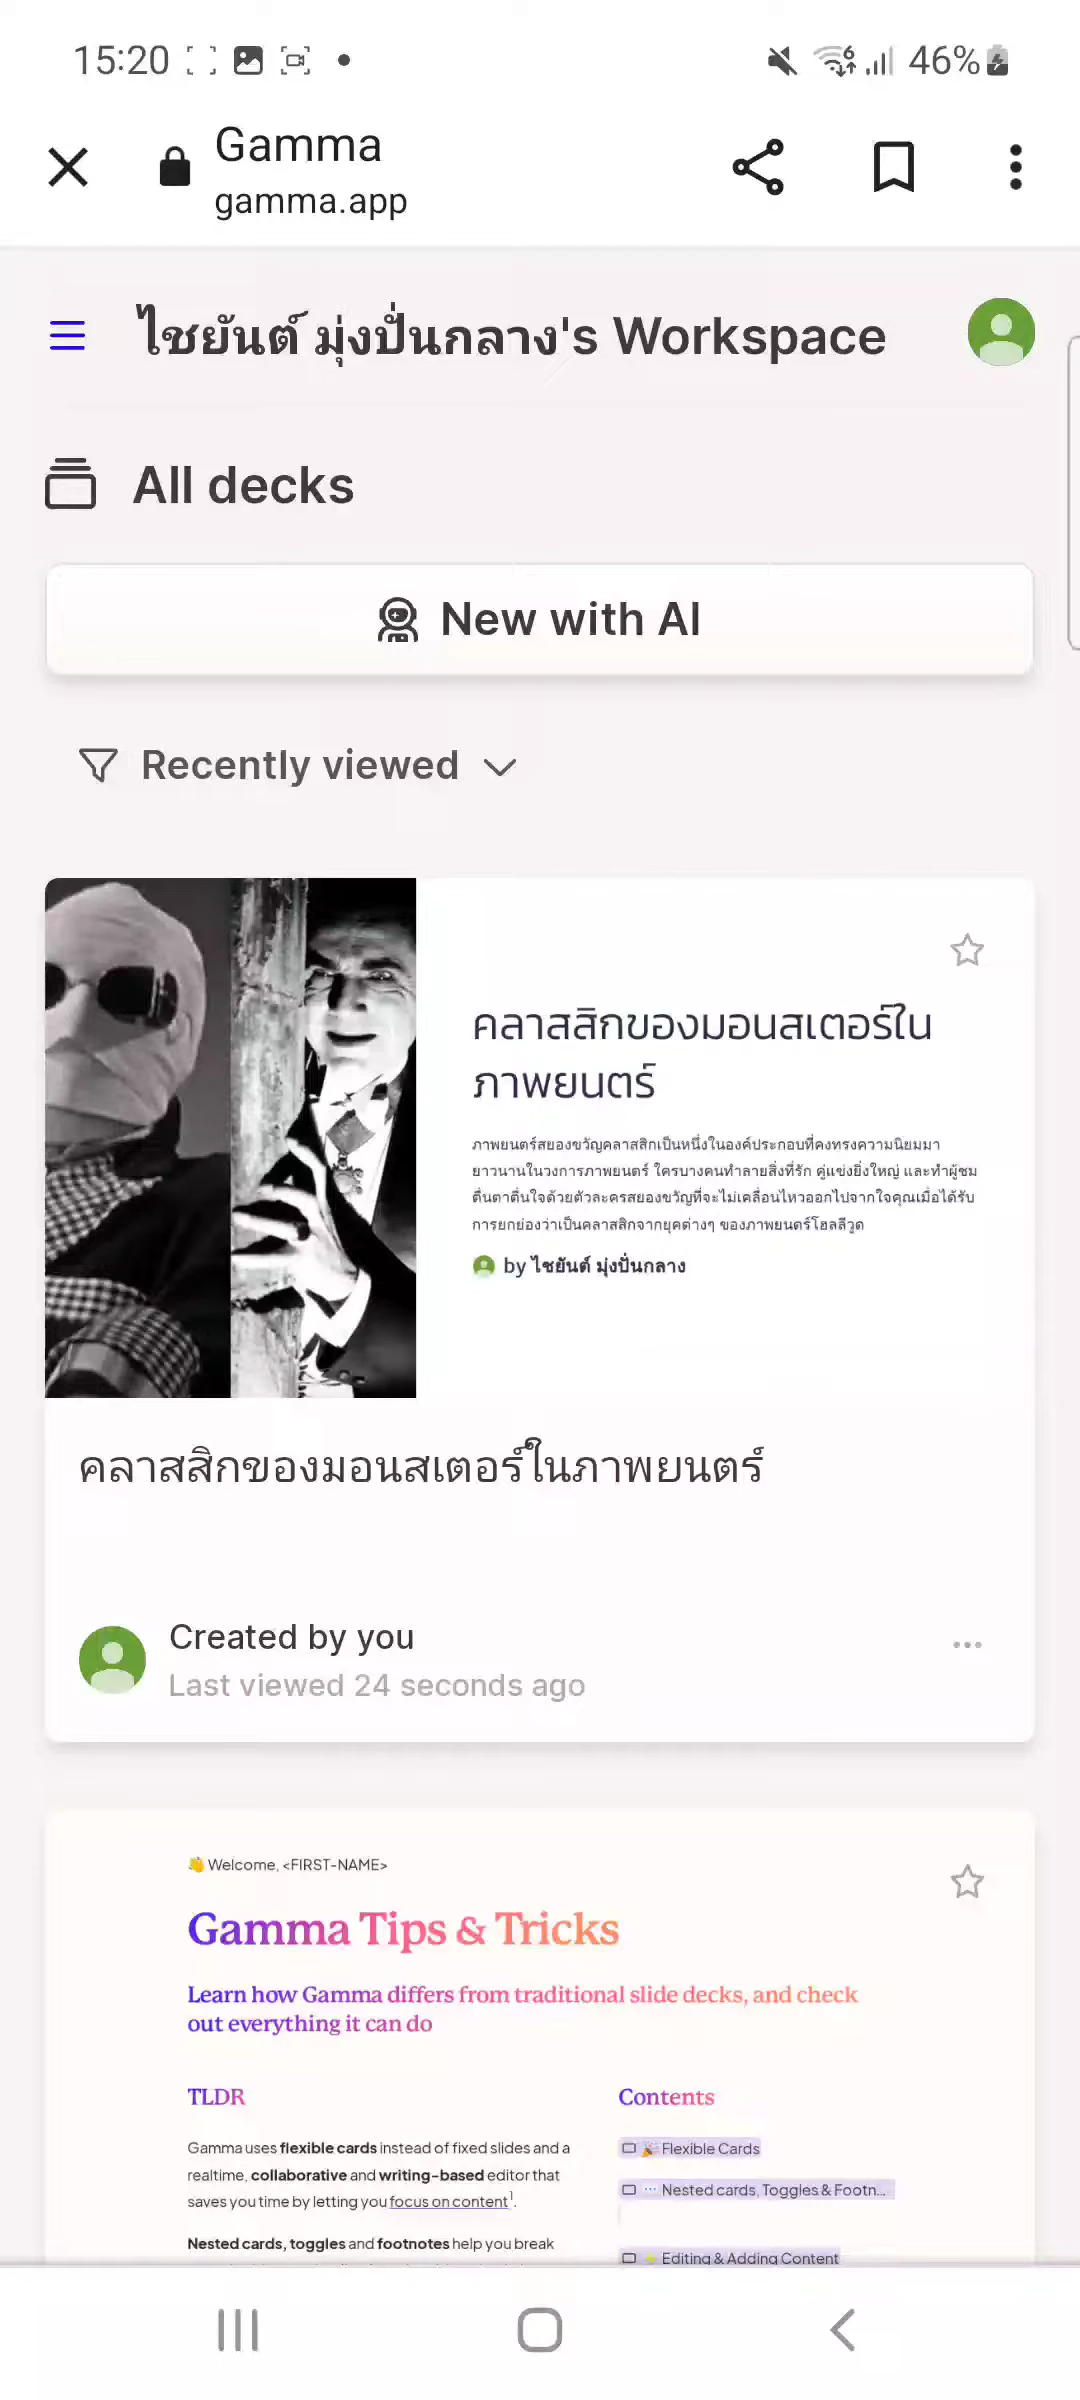 15:20
46%
Gamma
gamma.app
ไชยันต์ มุ่งปั่นกลาง's Workspace
All decks
New with AI
Recently viewed
คลาสสิกของมอนสเตอร์ใน
ภาพยนตร์
ภาพยนตร์สยองขวัญคลาสสิกเป็นหนึ่งในองค์ประกอบที่คงทรงความนิยมมา
ยาวนานในวงการภาพยนตร์ ใครบางคนทำลายสิ่งที่รัก คู่แข่งยิ่งใหญ่ และทำผู้ชม
ตื่นตาตื่นใจด้วยตัวละครสยองขวัญที่จะไม่เคลื่อนไหวออกไปจากใจคุณเมื่อได้รับ
การยกย่องว่าเป็นคลาสสิกจากยุคต่างๆ ของภาพยนตร์โฮลลีวูด
by ไชยันต์ มุ่งปั่นกลาง
คลาสสิกของมอนสเตอร์ในภาพยนตร์
Created by you
Last viewed 24 seconds ago
👋 Welcome, <FIRST-NAME>
Gamma Tips & Tricks
Learn how Gamma differs from traditional slide decks, and check
out everything it can do
TLDR
Gamma uses flexible cards instead of fixed slides and a
realtime, collaborative and writing-based editor that
saves you time by letting you focus on content¹.
Nested cards, toggles and footnotes help you break
Contents
🎉 Flexible Cards
💬 Nested cards, Toggles & Footn...
⚡ Editing & Adding Content